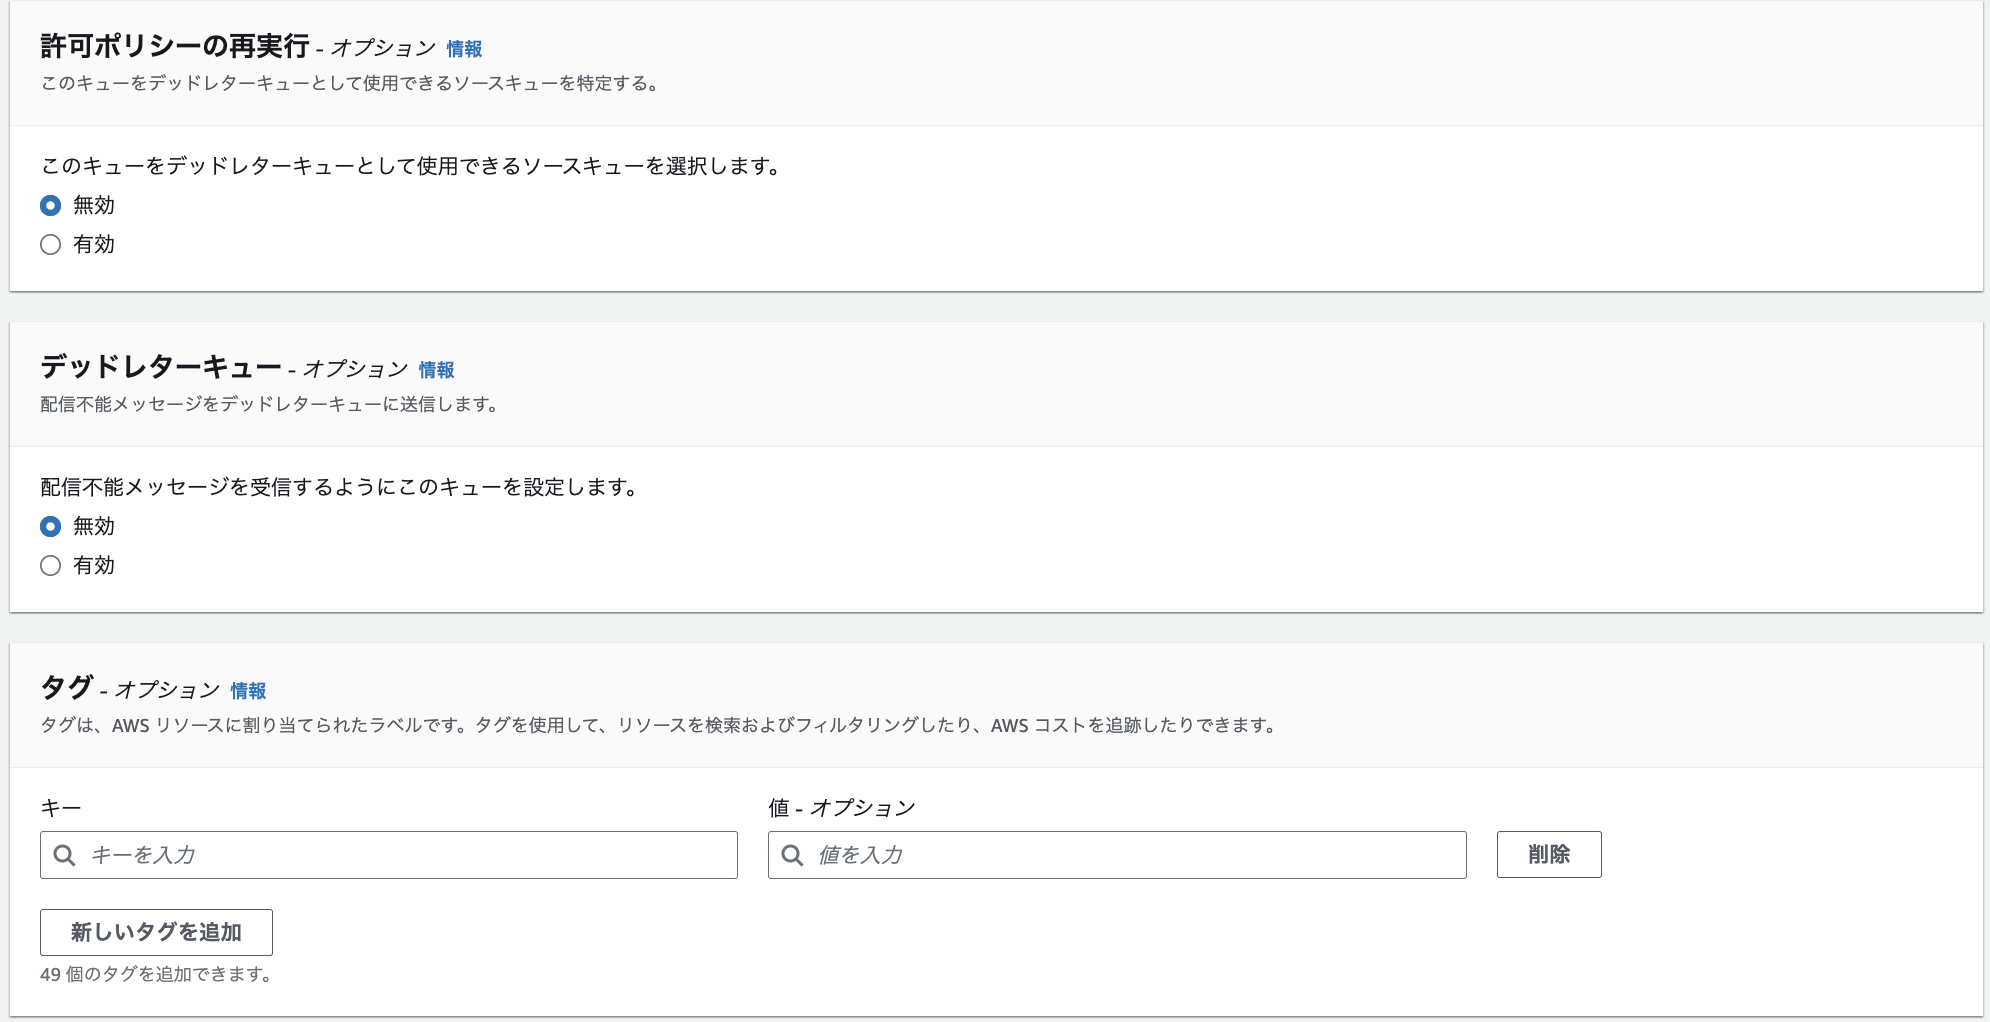 許可ポリシーの再実行 - オプション 情報
このキューをデッドレターキューとして使用できるソースキューを特定する。
このキューをデッドレターキューとして使用できるソースキューを選択します。
無効
有効
デッドレターキュー - オプション 情報
配信不能メッセージをデッドレターキューに送信します。
配信不能メッセージを受信するようにこのキューを設定します。
無効
有効
タグ - オプション 情報
タグは、AWS リソースに割り当てられたラベルです。タグを使用して、リソースを検索およびフィルタリングしたり、AWS コストを追跡したりできます。
キー
値 - オプション
キーを入力
値を入力
削除
新しいタグを追加
49 個のタグを追加できます。